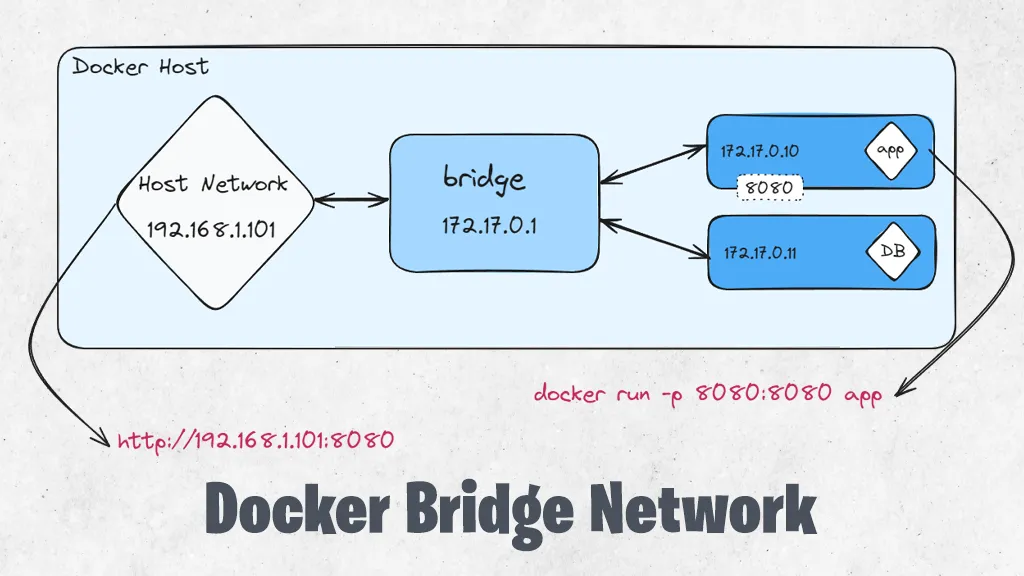 Docker Host
Host Network
192.168.1.101
bridge
172.17.0.1
172.17.0.10
app
8080
172.17.0.11
DB
docker run -p 8080:8080 app
http://192.168.1.101:8080
Docker Bridge Network